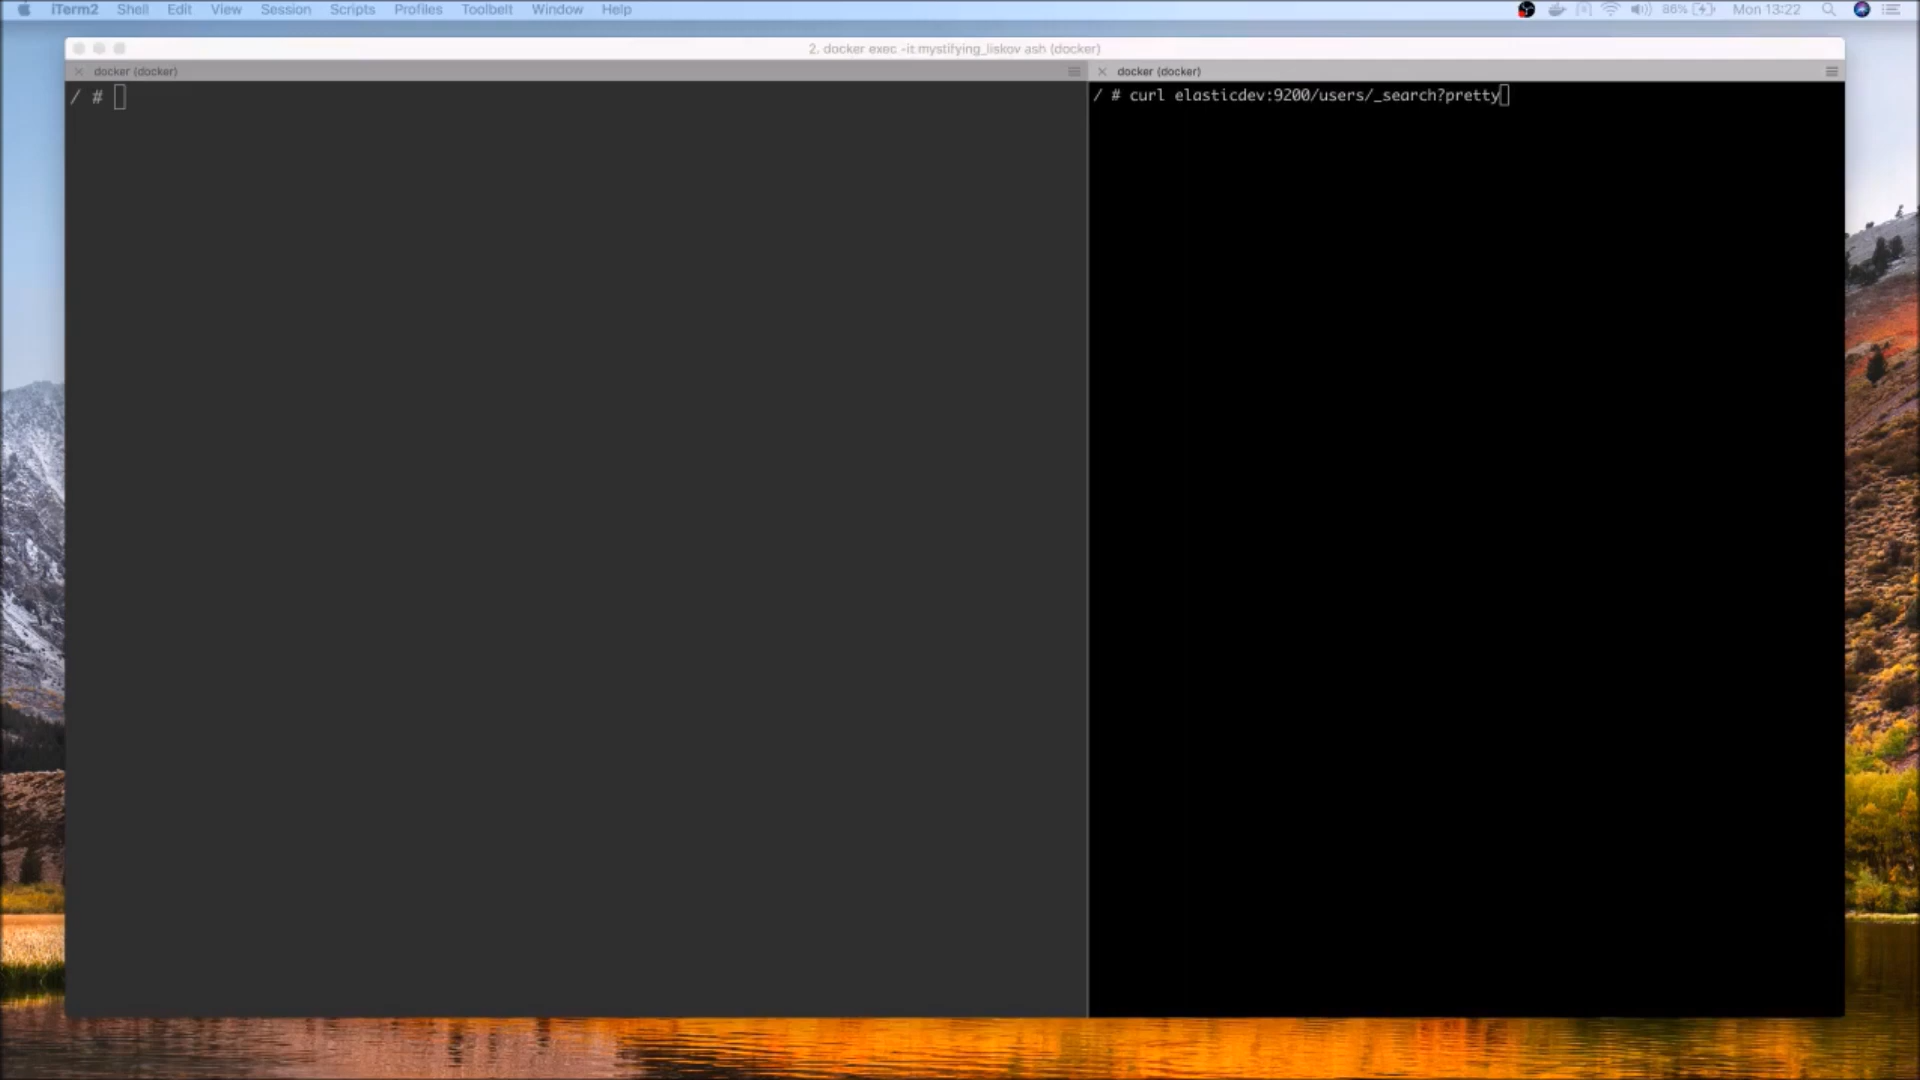 iTerm2 Shell Edit View Session Scripts Profiles Toolbelt Window Help 86% Mon 13:22
2. docker exec -it mystifying_liskov ash (docker)
docker (docker)
/ #
docker (docker)
/ # curl elasticdev:9200/users/_search?pretty